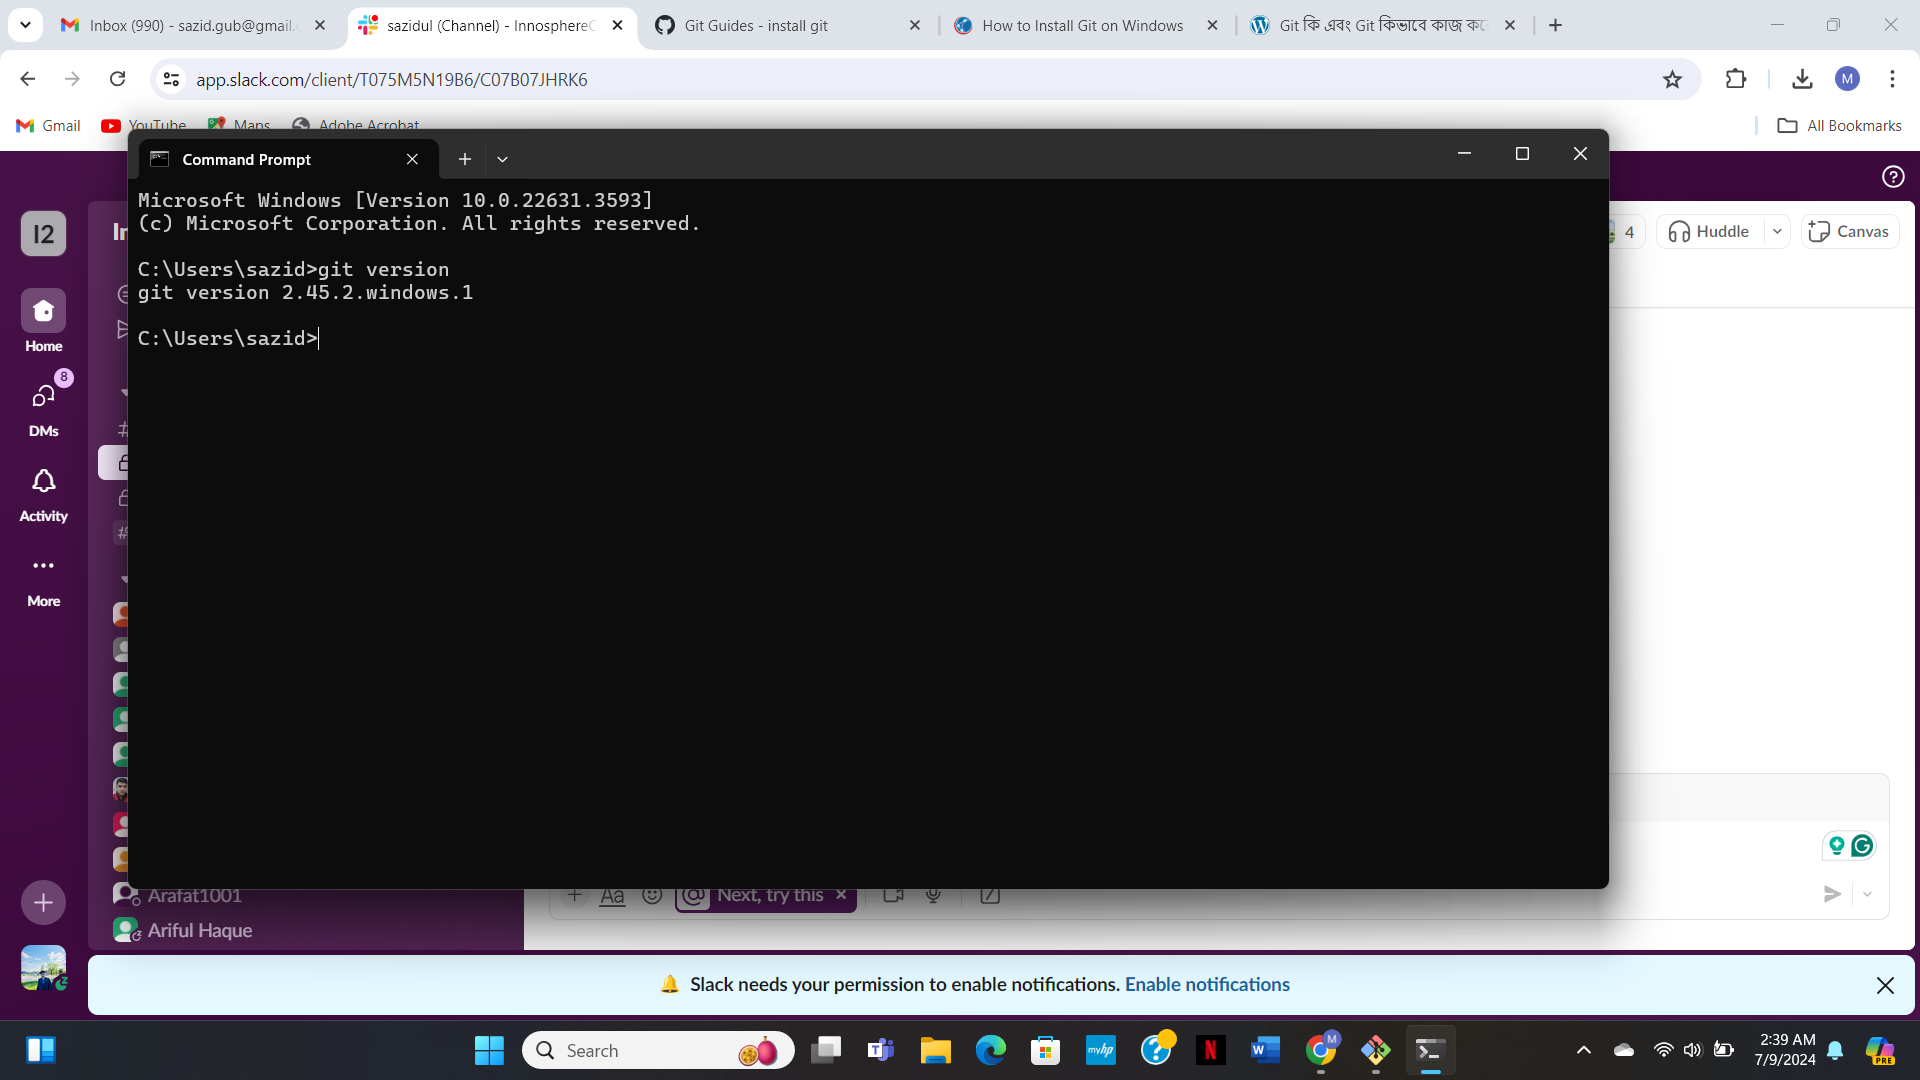 Inbox (990) - sazid.gub@gmail.
sazidul (Channel) - Innosphere
Git Guides - install git
How to Install Git on Windows
Git কি এবং Git কিভাবে কাজ
app.slack.com/client/T075M5N19B6/C07B07JHRK6
M
Gmail
YouTube
Maps
Adobe Acrobat
All Bookmarks
Command Prompt
Microsoft Windows [Version 10.0.22631.3593]
(c) Microsoft Corporation. All rights reserved.
C:\Users\sazid>git version
git version 2.45.2.windows.1
C:\Users\sazid>
I2
4
Huddle
Canvas
Home
8
DMs
Activity
More
Arafat1001
Ariful Haque
Aa
@ Next, try this
Slack needs your permission to enable notifications. Enable notifications
Search
myhp
M
2:39 AM
7/9/2024
PRE